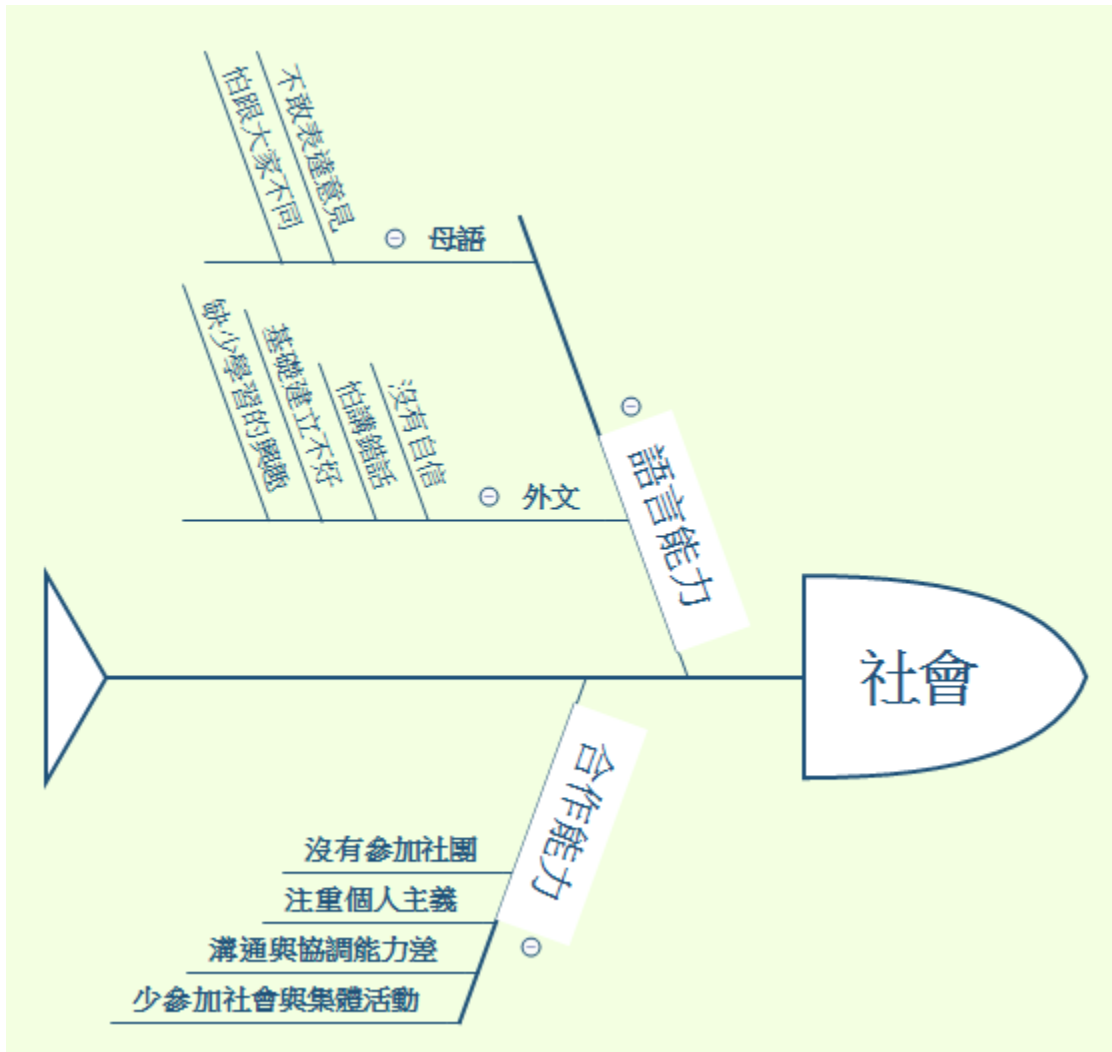 不敢表達意見
怕跟大家不同
母語
沒有自信
怕講錯話
基礎建立不好
缺少學習的興趣
外文
語言能力
社會
合作能力
沒有參加社團
注重個人主義
溝通與協調能力差
少參加社會與集體活動